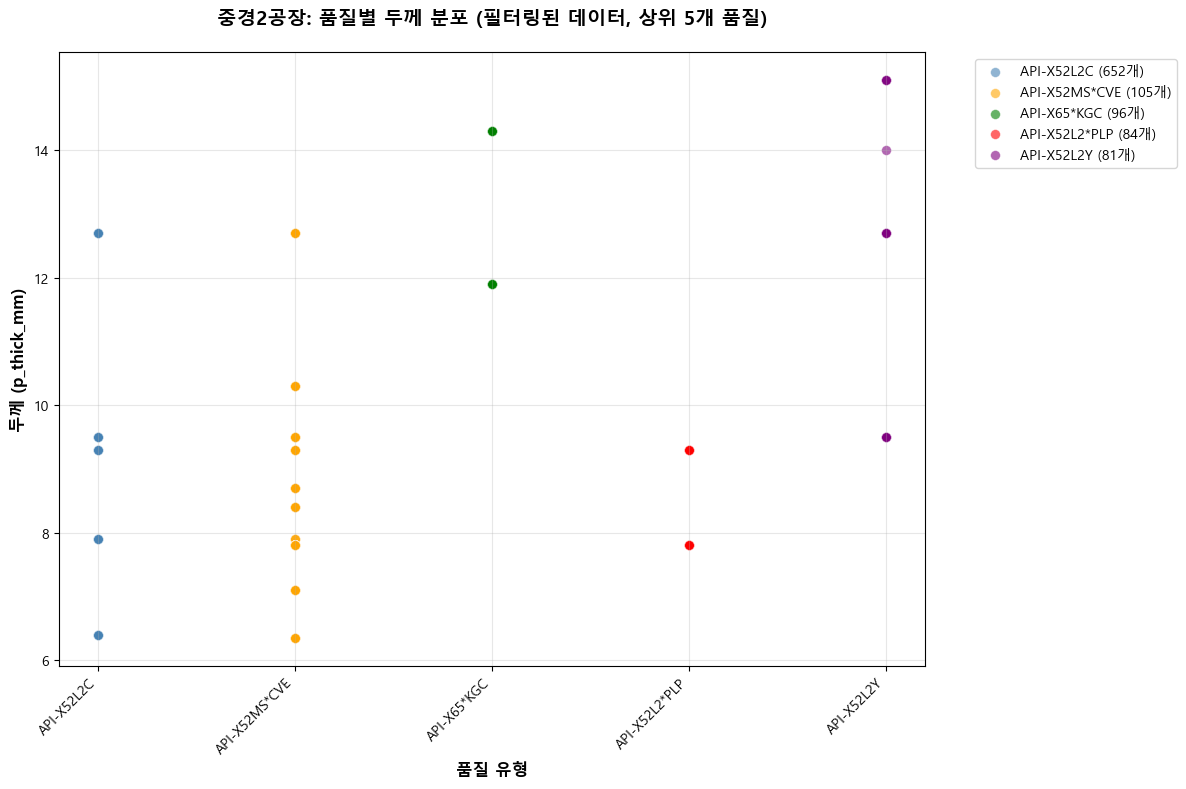 중경2공장: 품질별 두께 분포 (필터링된 데이터, 상위 5개 품질)
API-X52L2C (652개)
API-X52MS*CVE (105개)
API-X65*KGC (96개)
API-X52L2*PLP (84개)
API-X52L2Y (81개)
두께 (p_thick_mm)
14
12
10
8
6
API-X52L2C
API-X52MS*CVE
API-X65*KGC
API-X52L2*PLP
API-X52L2Y
품질 유형